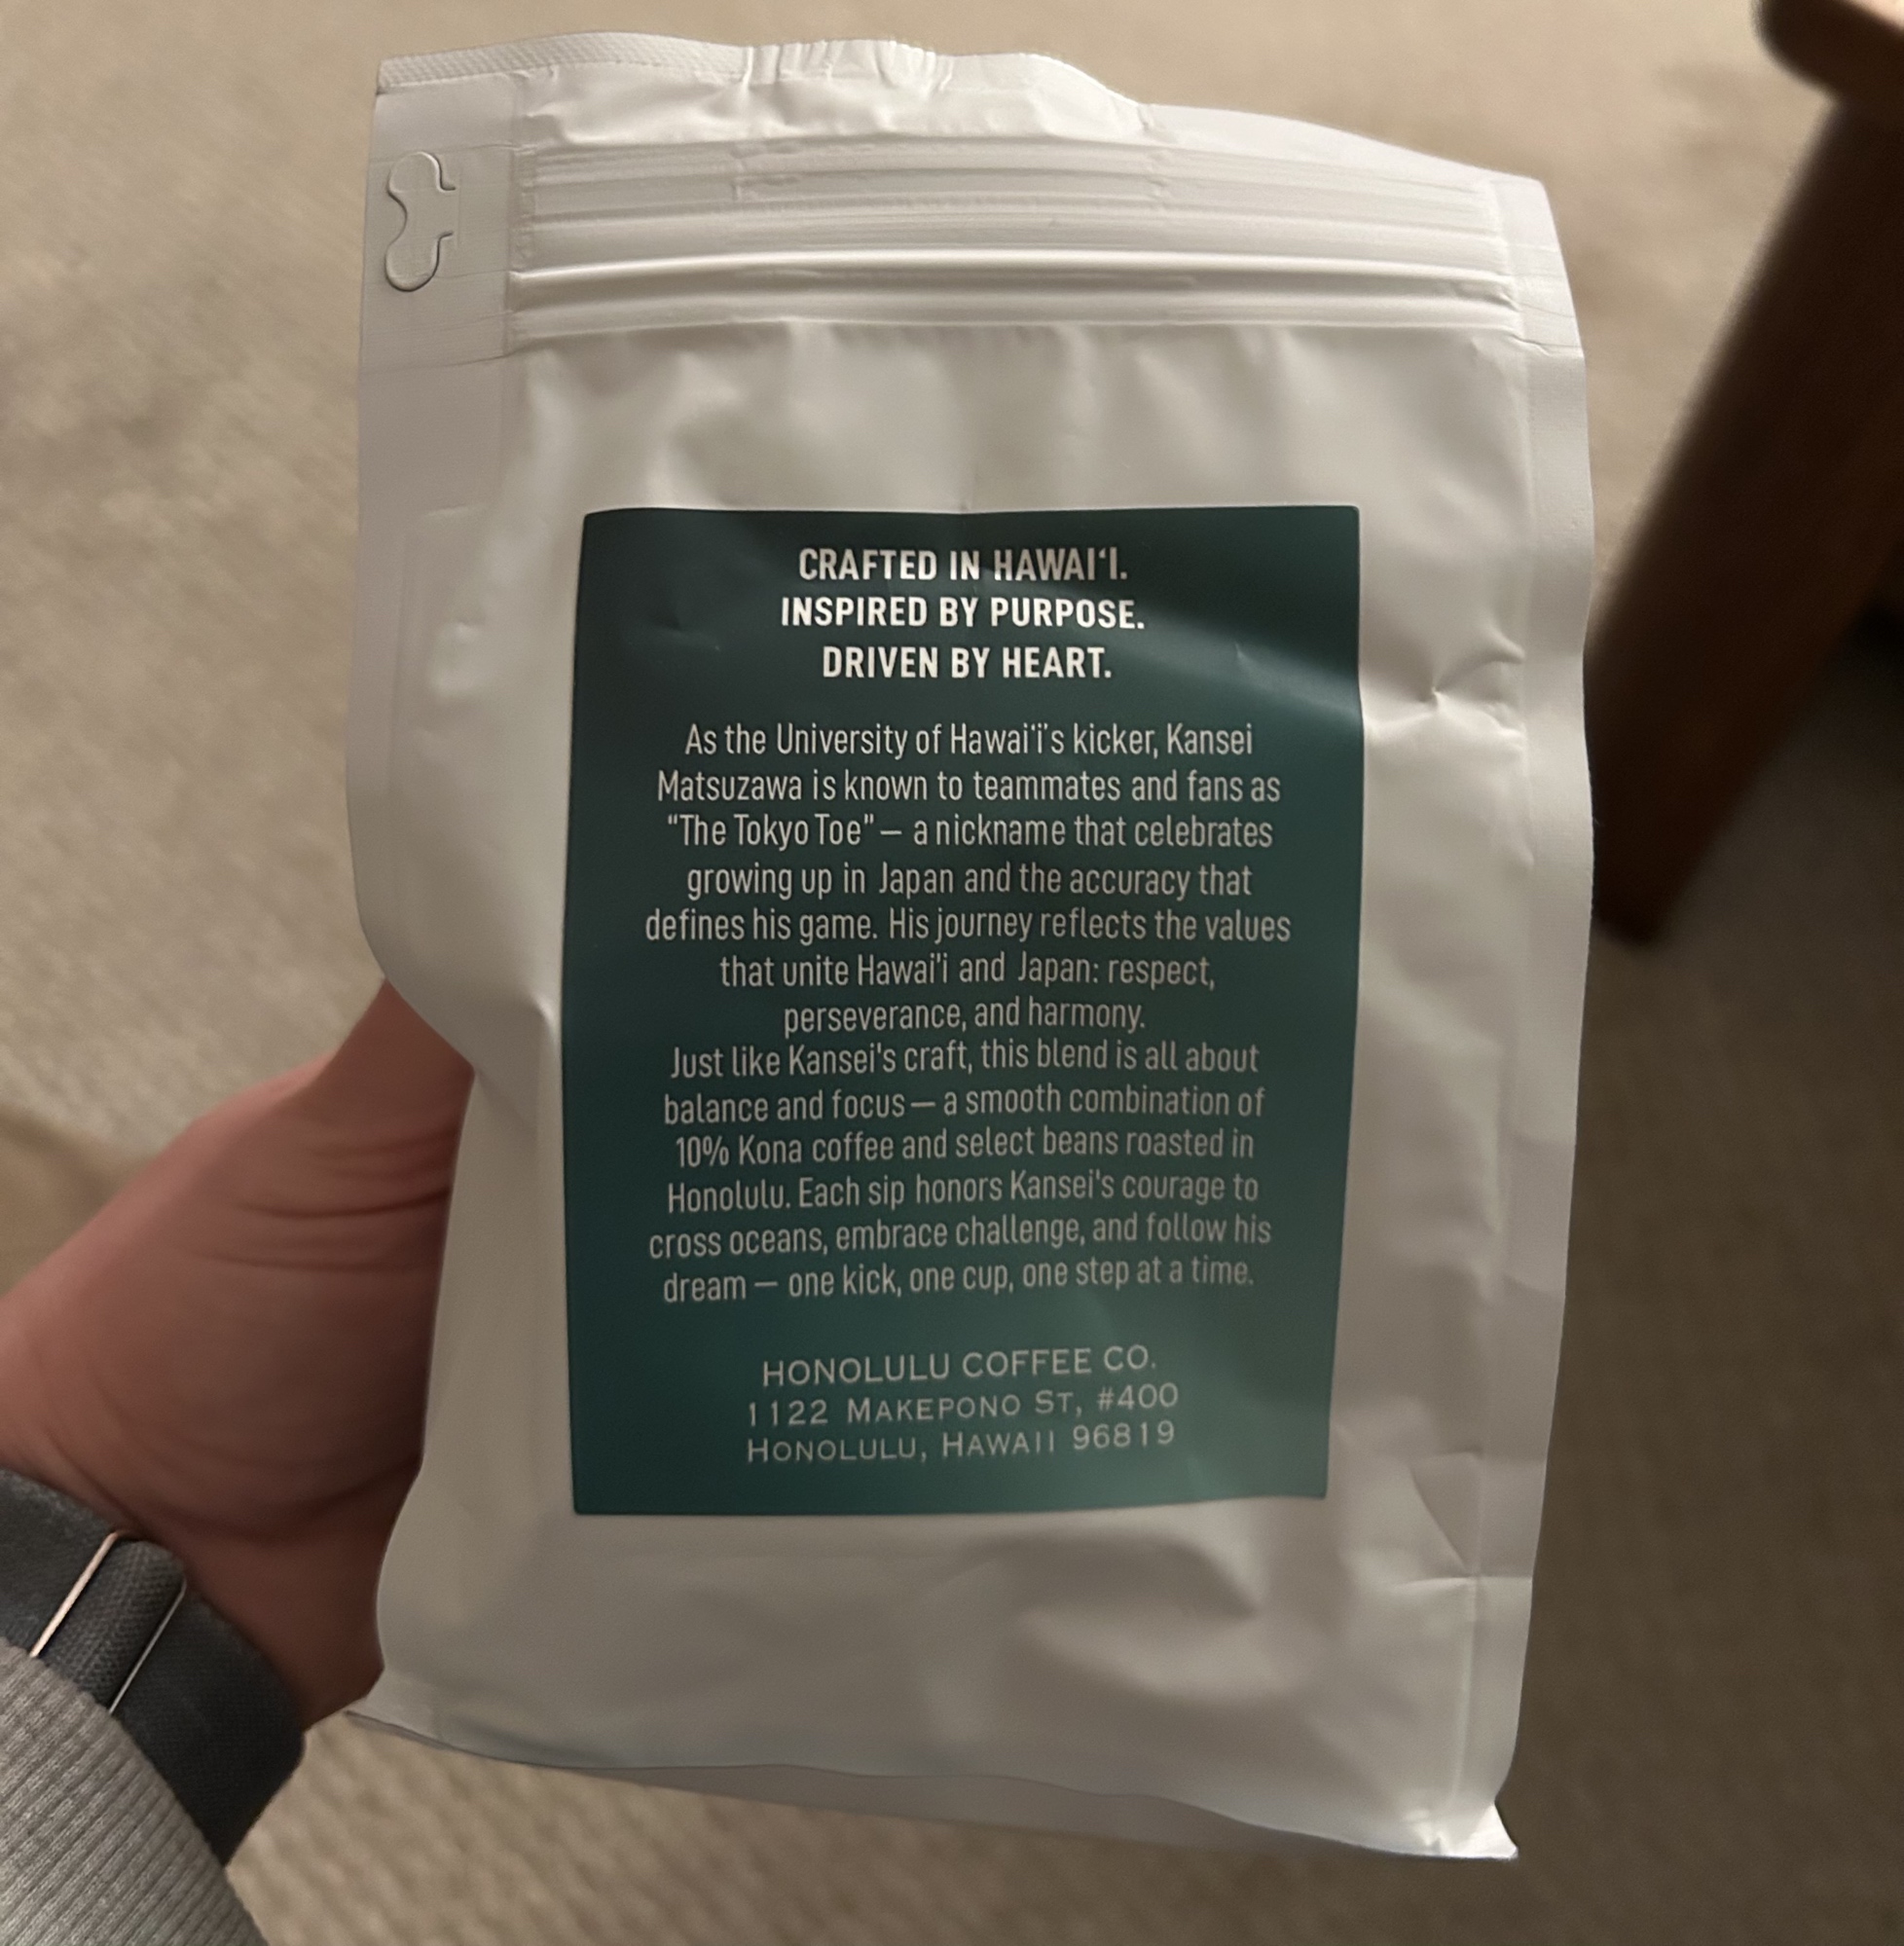 CRAFTED IN HAWAIʻI.
INSPIRED BY PURPOSE.
DRIVEN BY HEART.
As the University of Hawaiʻi's kicker, Kansei
Matsuzawa is known to teammates and fans as
“The Tokyo Toe” — a nickname that celebrates
growing up in Japan and the accuracy that
defines his game. His journey reflects the values
that unite Hawai'i and Japan: respect,
perseverance, and harmony.
Just like Kansei's craft, this blend is all about
balance and focus — a smooth combination of
10% Kona coffee and select beans roasted in
Honolulu. Each sip honors Kansei's courage to
cross oceans, embrace challenge, and follow his
dream — one kick, one cup, one step at a time.
HONOLULU COFFEE CO.
1122 MAKEPONO ST, #400
HONOLULU, HAWAII 96819